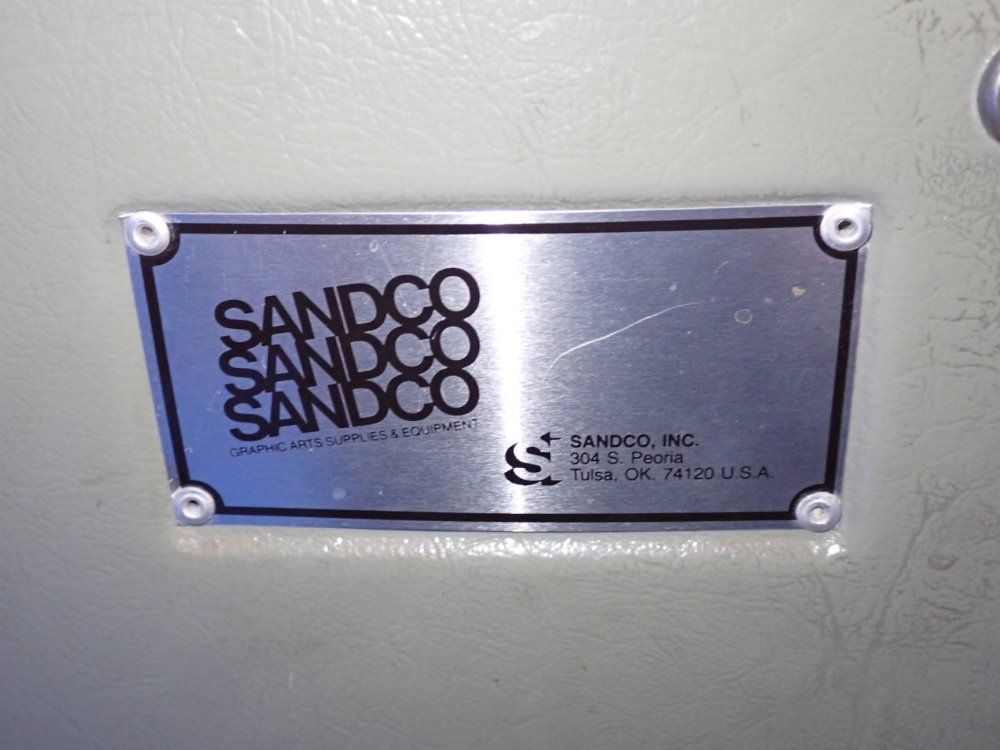 SANDCO
SANDCO
SANDCO
GRAPHIC ARTS SUPPLIES & EQUIPMENT
S
SANDCO, INC.
304 S. Peoria
Tulsa, OK. 74120 U.S.A.